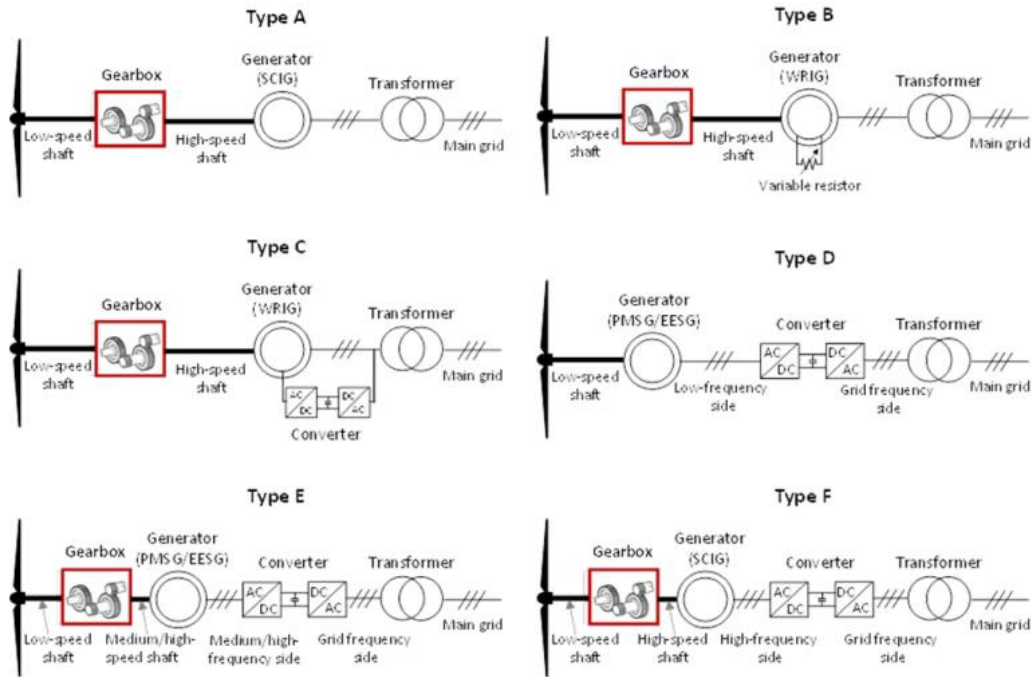 Type A
Gearbox
Generator
(SCIG)
Transformer
Low-speed
shaft
High-speed
shaft
Main grid
Type B
Gearbox
Generator
(WRIG)
Transformer
Low-speed
shaft
High-speed
shaft
Variable resistor
Main grid
Type C
Gearbox
Generator
(WRIG)
Transformer
Low-speed
shaft
High-speed
shaft
AC
DC
DC
AC
Converter
Main grid
Type D
Generator
(PMSG/EESG)
Converter
Transformer
AC
DC
DC
AC
Low-speed
shaft
Low-frequency
side
Grid frequency
side
Main grid
Type E
Gearbox
Generator
(PMSG/EESG)
Converter
Transformer
AC
DC
DC
AC
Low-speed
shaft
Medium/high-
speed shaft
Medium/high-
frequency side
Grid frequency
side
Main grid
Type F
Gearbox
Generator
(SCIG)
Converter
Transformer
AC
DC
DC
AC
Low-speed
shaft
High-speed
shaft
High-frequency
side
Grid frequency
side
Main grid